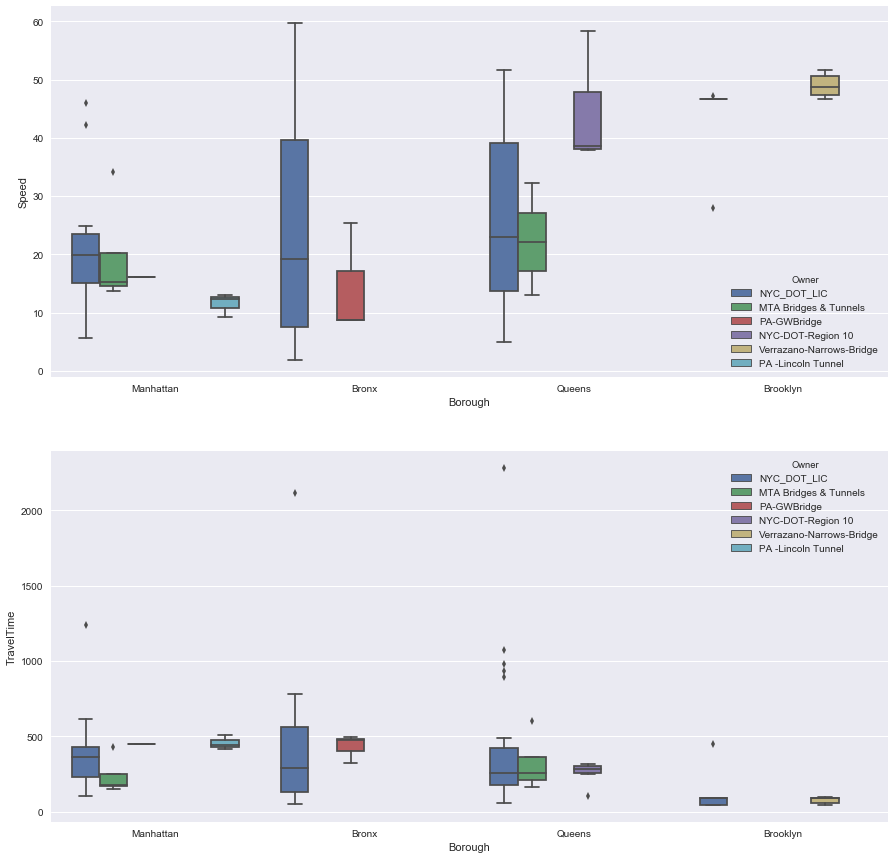 60
50
40
30
20
10
0
Speed
Owner
NYC_DOT_LIC
MTA Bridges & Tunnels
PA-GWBridge
NYC-DOT-Region 10
Verrazano-Narrows-Bridge
PA -Lincoln Tunnel
Manhattan Bronx Queens Brooklyn
Borough
2000
1500
1000
500
0
TravelTime
Owner
NYC_DOT_LIC
MTA Bridges & Tunnels
PA-GWBridge
NYC-DOT-Region 10
Verrazano-Narrows-Bridge
PA -Lincoln Tunnel
Manhattan Bronx Queens Brooklyn
Borough